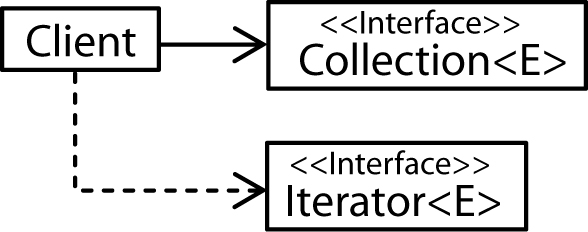 Client
<<Interface>>
Collection<E>
<<Interface>>
Iterator<E>